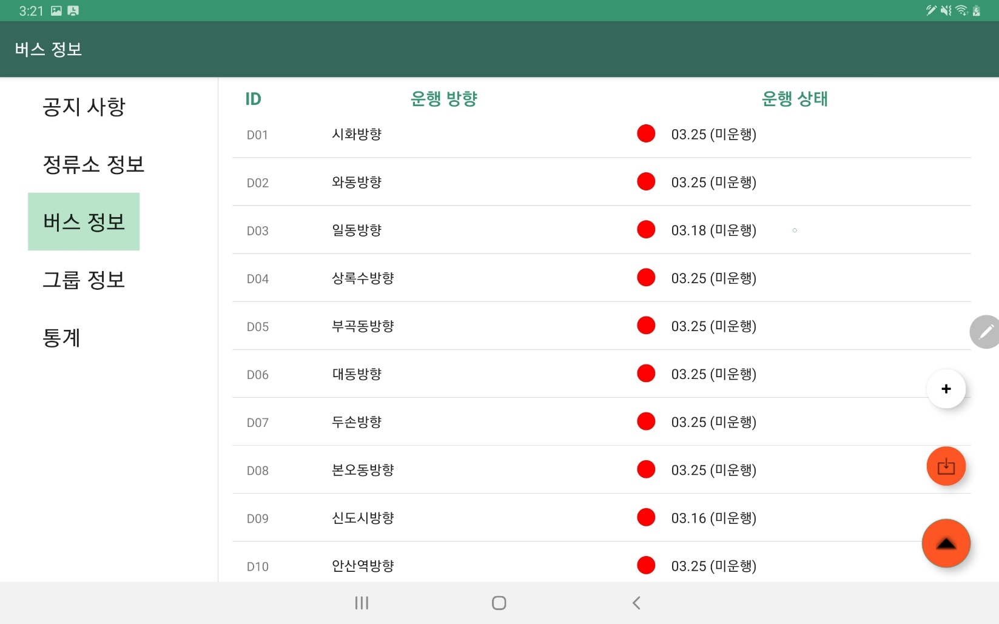 3:21
버스 정보
공지 사항
정류소 정보
버스 정보
그룹 정보
통계
ID 운행 방향 운행 상태
D01 시화방향 03.25 (미운행)
D02 와동방향 03.25 (미운행)
D03 일동방향 03.18 (미운행)
D04 상록수방향 03.25 (미운행)
D05 부곡동방향 03.25 (미운행)
D06 대동방향 03.25 (미운행)
D07 두손방향 03.25 (미운행)
D08 본오동방향 03.25 (미운행)
D09 신도시방향 03.16 (미운행)
D10 안산역방향 03.25 (미운행)